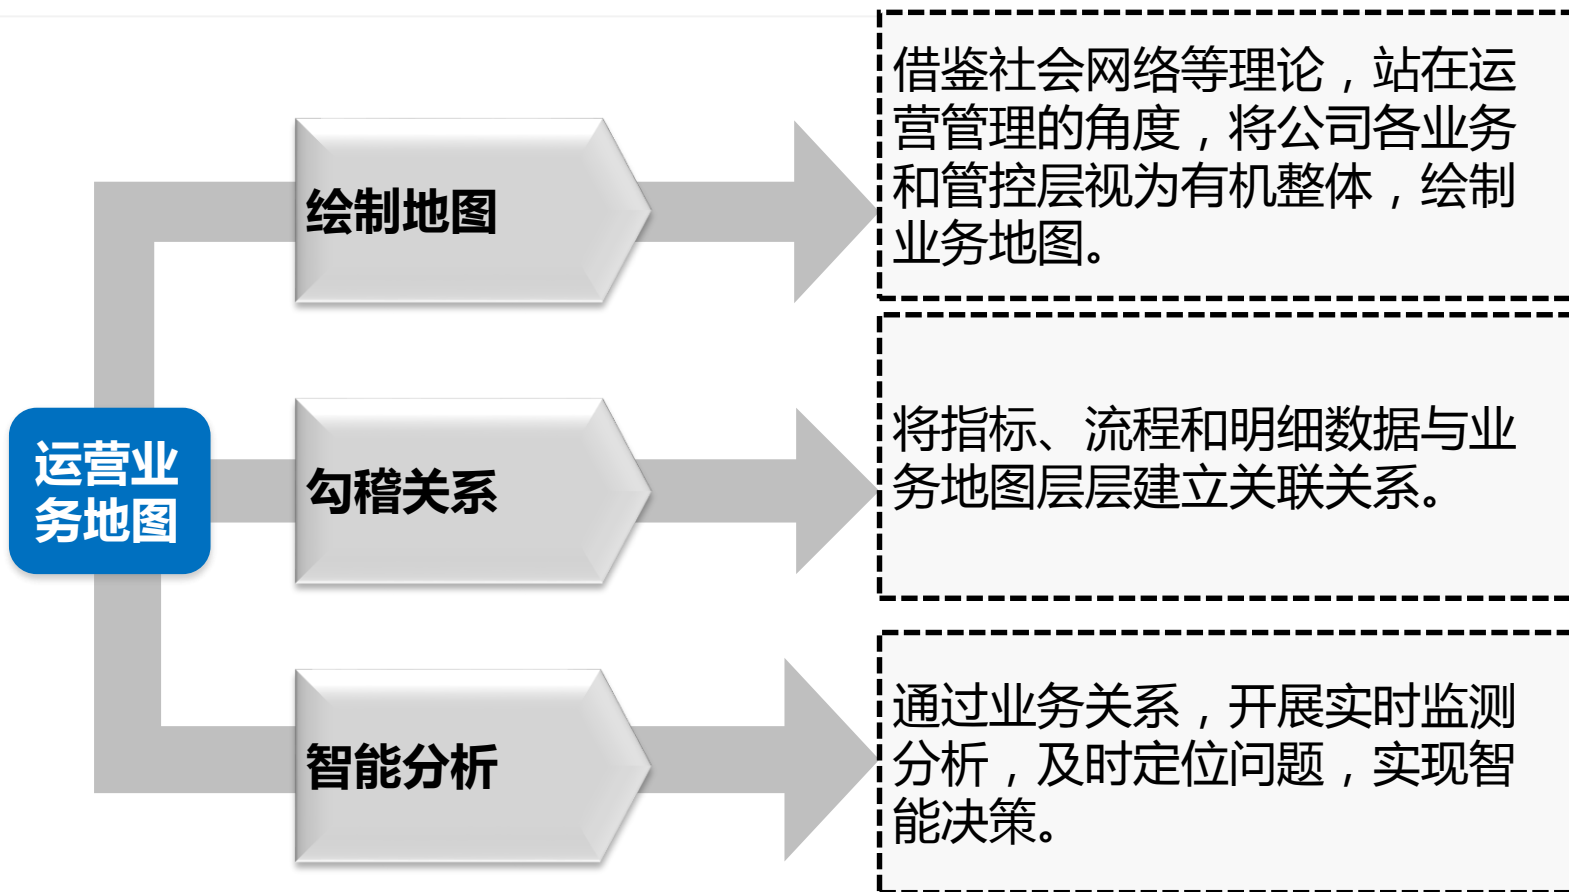 借鉴社会网络等理论，站在运
营管理的角度，将公司各业务
和管控层视为有机整体，绘制
业务地图。
绘制地图
将指标、流程和明细数据与业
务地图层层建立关联关系。
运营业
务地图
勾稽关系
通过业务关系，开展实时监测
分析，及时定位问题，实现智
能决策。
智能分析